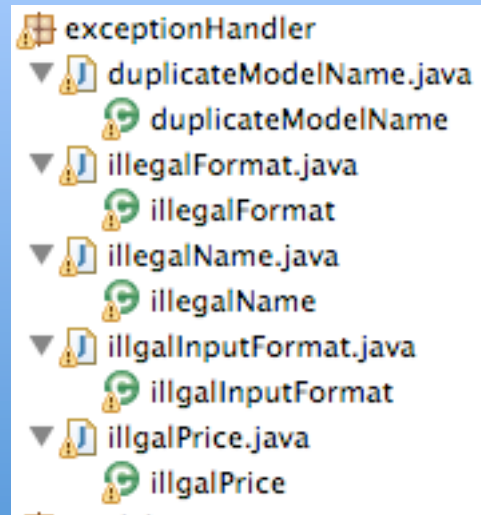 exceptionHandler
duplicateModelName.java
duplicateModelName
illegalFormat.java
illegalFormat
illegalName.java
illegalName
illgalInputFormat.java
illgalInputFormat
illgalPrice.java
illgalPrice